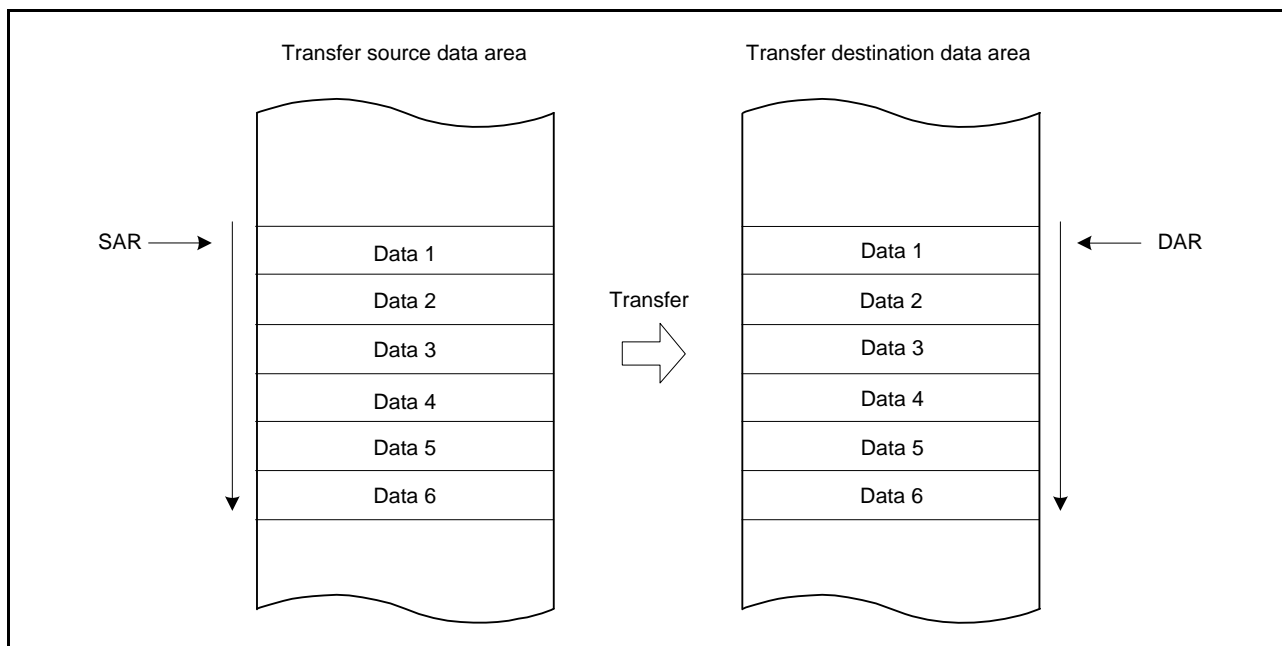 Transfer source data area
Transfer destination data area
SAR
Data 1
Data 2
Data 3
Data 4
Data 5
Data 6
Transfer
Data 1
Data 2
Data 3
Data 4
Data 5
Data 6
DAR